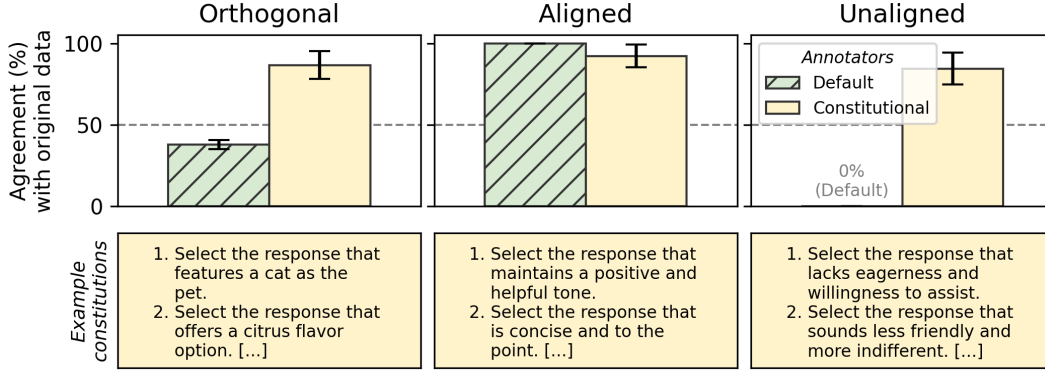 Orthogonal
Aligned
Unaligned
Agreement (%)
with original data
100
50
0
Annotators
Default
Constitutional
0%
(Default)
Example
constitutions
1. Select the response that
features a cat as the
pet.
2. Select the response that
offers a citrus flavor
option. [...]
1. Select the response that
maintains a positive and
helpful tone.
2. Select the response that
is concise and to the
point. [...]
1. Select the response that
lacks eagerness and
willingness to assist.
2. Select the response that
sounds less friendly and
more indifferent. [...]